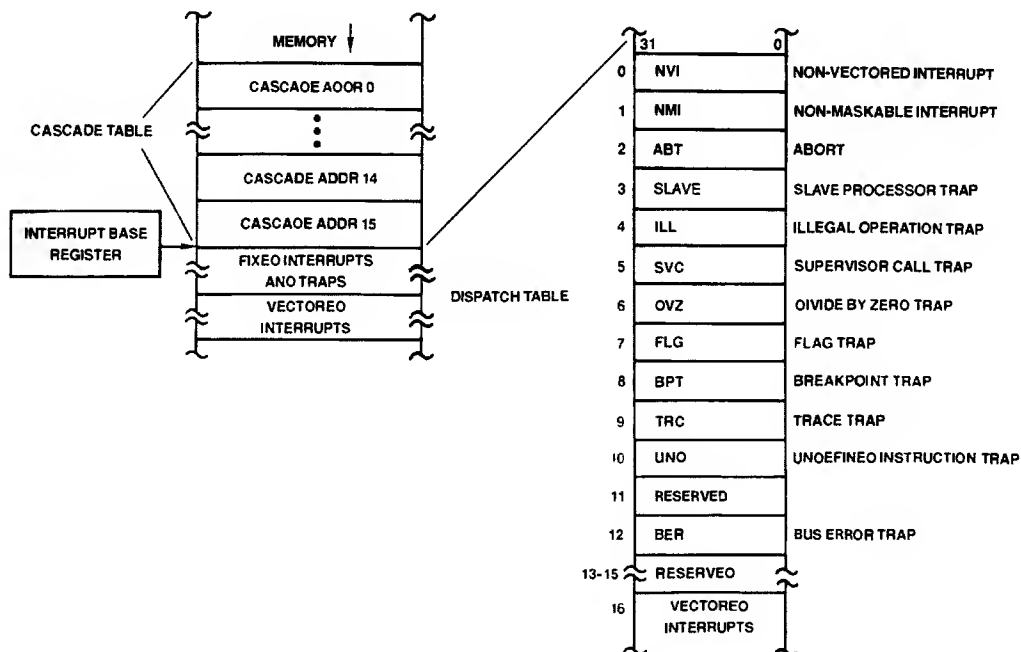 MEMORY
CASCAOE AOOR 0
CASCADE TABLE
CASCADE ADDR 14
CASCAOE ADDR 15
INTERRUPT BASE
REGISTER
FIXEO INTERRUPTS
ANO TRAPS
VECTOREO
INTERRUPTS
DISPATCH TABLE
31 0
0 NVI NON-VECTORED INTERRUPT
1 NMI NON-MASKABLE INTERRUPT
2 ABT ABORT
3 SLAVE SLAVE PROCESSOR TRAP
4 ILL ILLEGAL OPERATION TRAP
5 SVC SUPERVISOR CALL TRAP
6 OVZ OIVIDE BY ZERO TRAP
7 FLG FLAG TRAP
8 BPT BREAKPOINT TRAP
9 TRC TRACE TRAP
10 UNO UNOEFINEO INSTRUCTION TRAP
11 RESERVED
12 BER BUS ERROR TRAP
13-15 RESERVEO
16 VECTOREO
INTERRUPTS